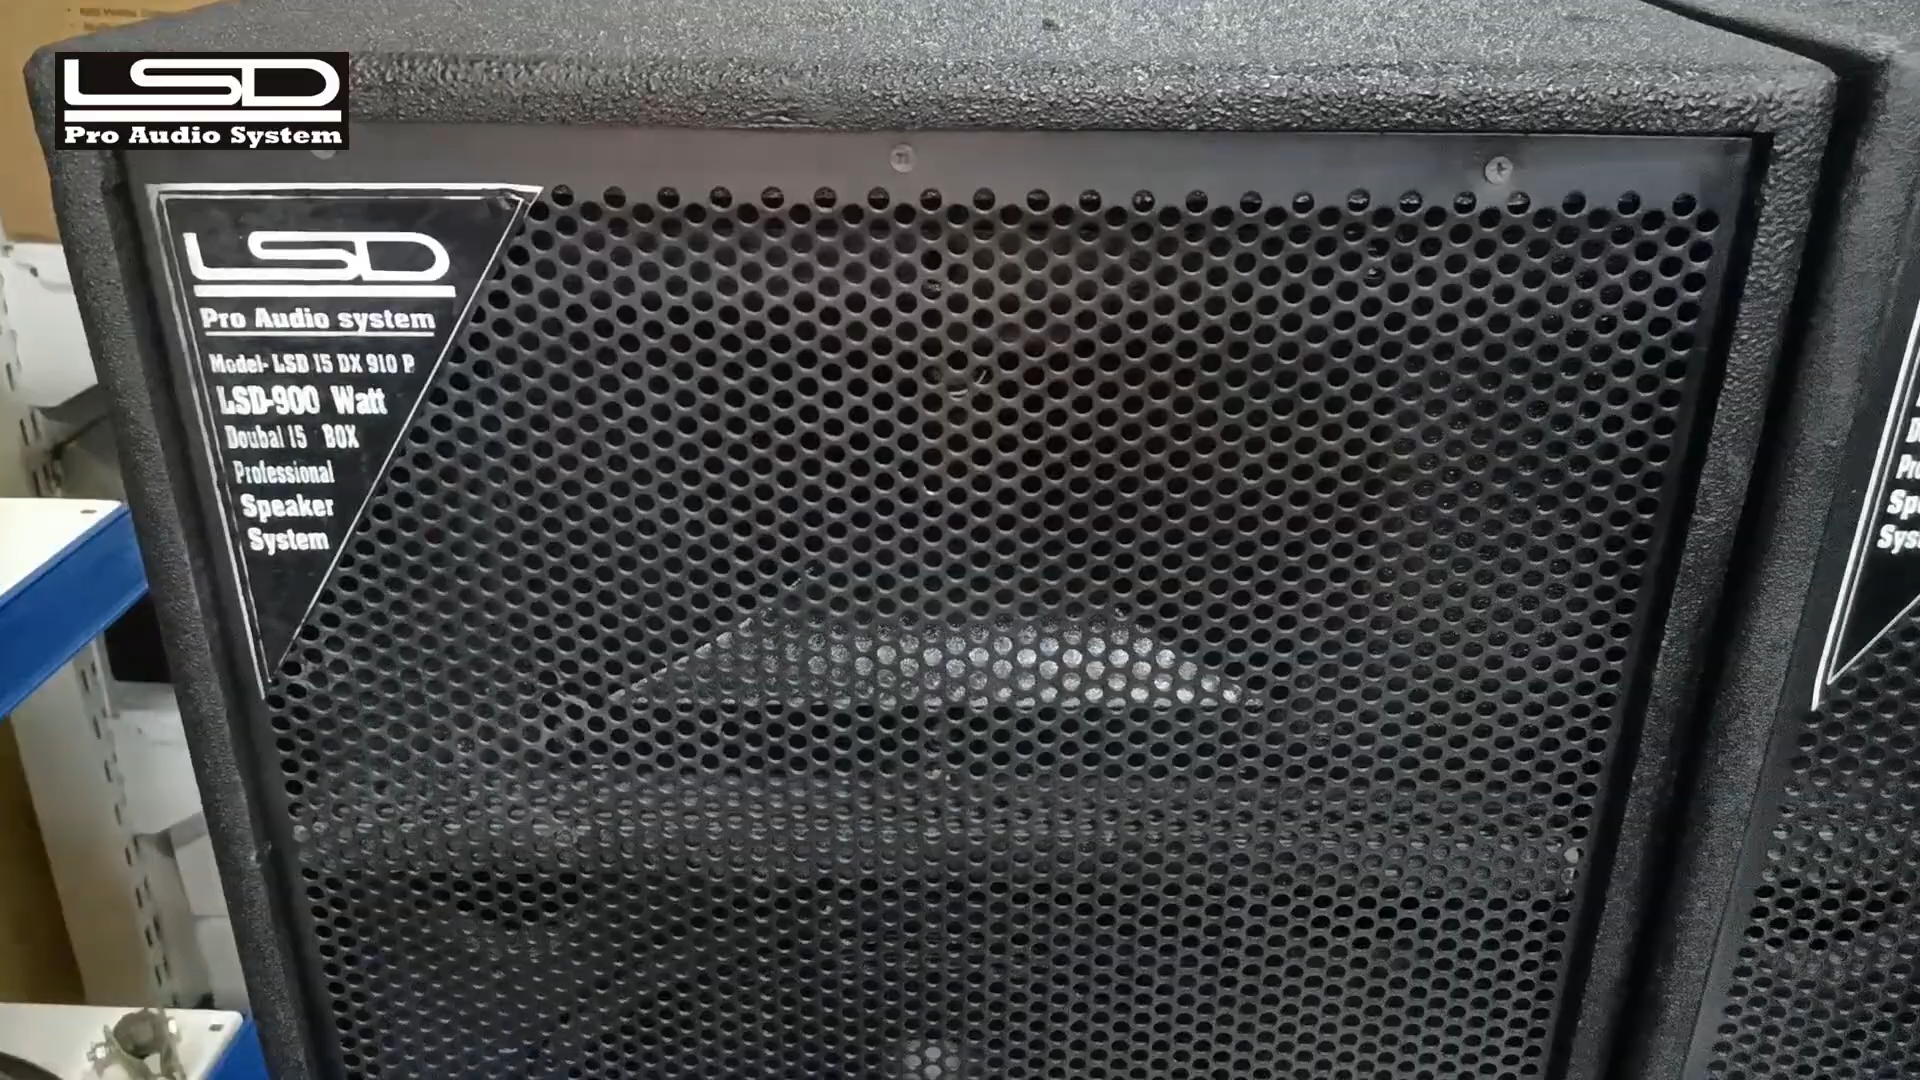 LSD
Pro Audio System
LSD
Pro Audio system
Model- LSD 15 DX 910 P
LSD-900 Watt
Doubal 15 BOX
Professional
Speaker
System